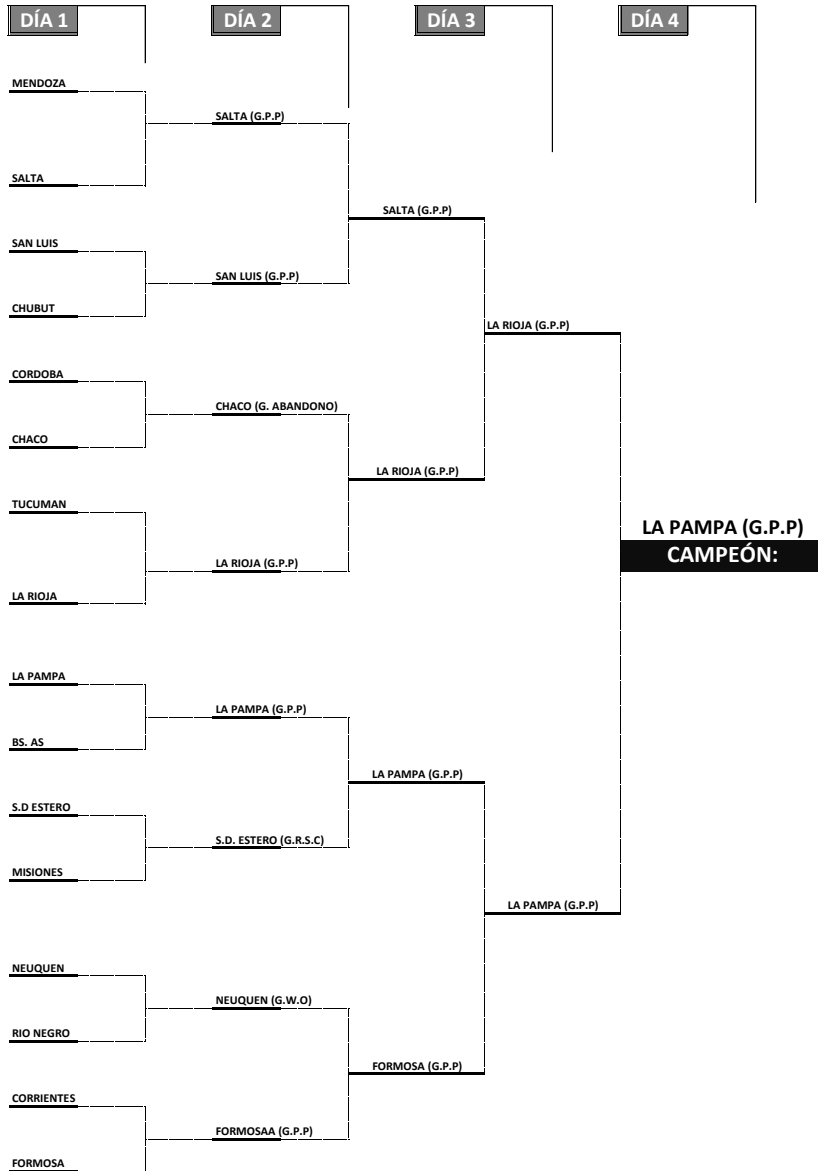 DÍA 1
DÍA 2
DÍA 3
DÍA 4
MENDOZA
SALTA (G.P.P)
SALTA
SALTA (G.P.P)
SAN LUIS
SAN LUIS (G.P.P)
CHUBUT
LA RIOJA (G.P.P)
CORDOBA
CHACO (G. ABANDONO)
CHACO
LA RIOJA (G.P.P)
TUCUMAN
LA PAMPA (G.P.P)
CAMPEÓN:
LA RIOJA (G.P.P)
LA RIOJA
LA PAMPA
LA PAMPA (G.P.P)
BS. AS
LA PAMPA (G.P.P)
S.D ESTERO
S.D. ESTERO (G.R.S.C)
MISIONES
LA PAMPA (G.P.P)
NEUQUEN
NEUQUEN (G.W.O)
RIO NEGRO
FORMOSA (G.P.P)
CORRIENTES
FORMOSAA (G.P.P)
FORMOSA